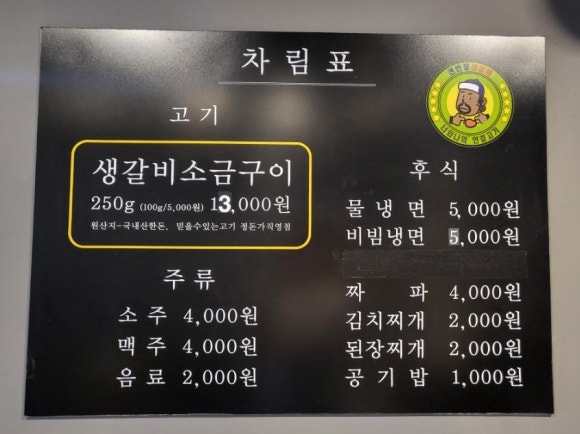 차림표
고기
생갈비소금구이
250g (100g/5,000원) 13,000원
원산지-국내산한돈, 믿을수있는고기 정돈가직영점
주류
소주 4,000원
맥주 4,000원
음료 2,000원
후식
물냉면 5,000원
비빔냉면 5,000원
짜파 4,000원
김치찌개 2,000원
된장찌개 2,000원
공기밥 1,000원